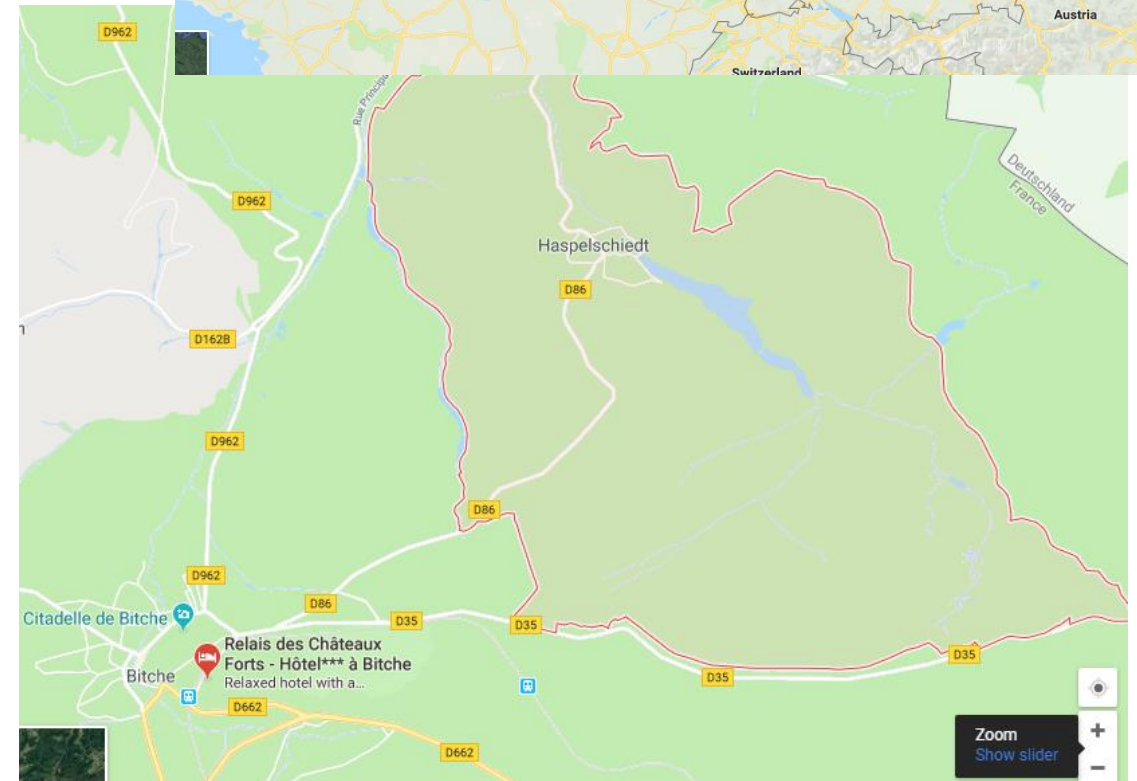 Austria
Switzerland
D962
Rue Princip
D962
Deutschland
France
Haspelschiedt
D86
D162B
D962
D86
D962
D86
Citadelle de Bitche
D35
D35
Relais des Châteaux
Forts - Hôtel*** à Bitche
Relaxed hotel with a...
Bitche
D35
D35
D662
D662
Zoom
Show slider